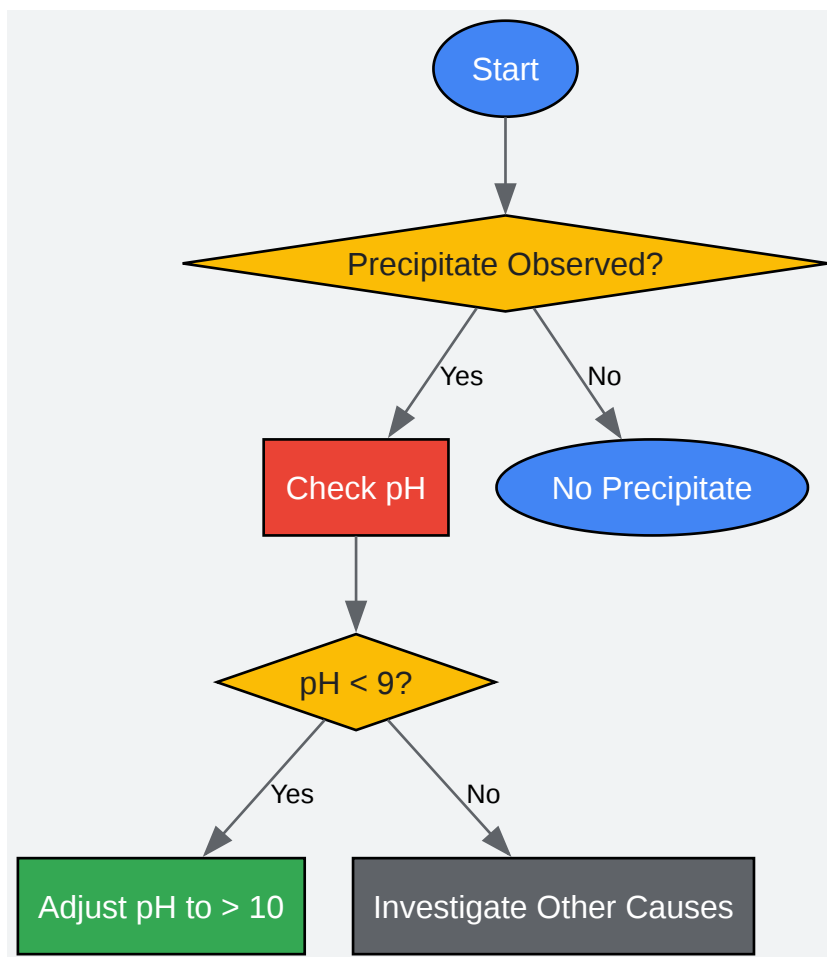 Start
Precipitate Observed?
Yes
No
Check pH
No Precipitate
pH < 9?
Yes
No
Adjust pH to > 10
Investigate Other Causes